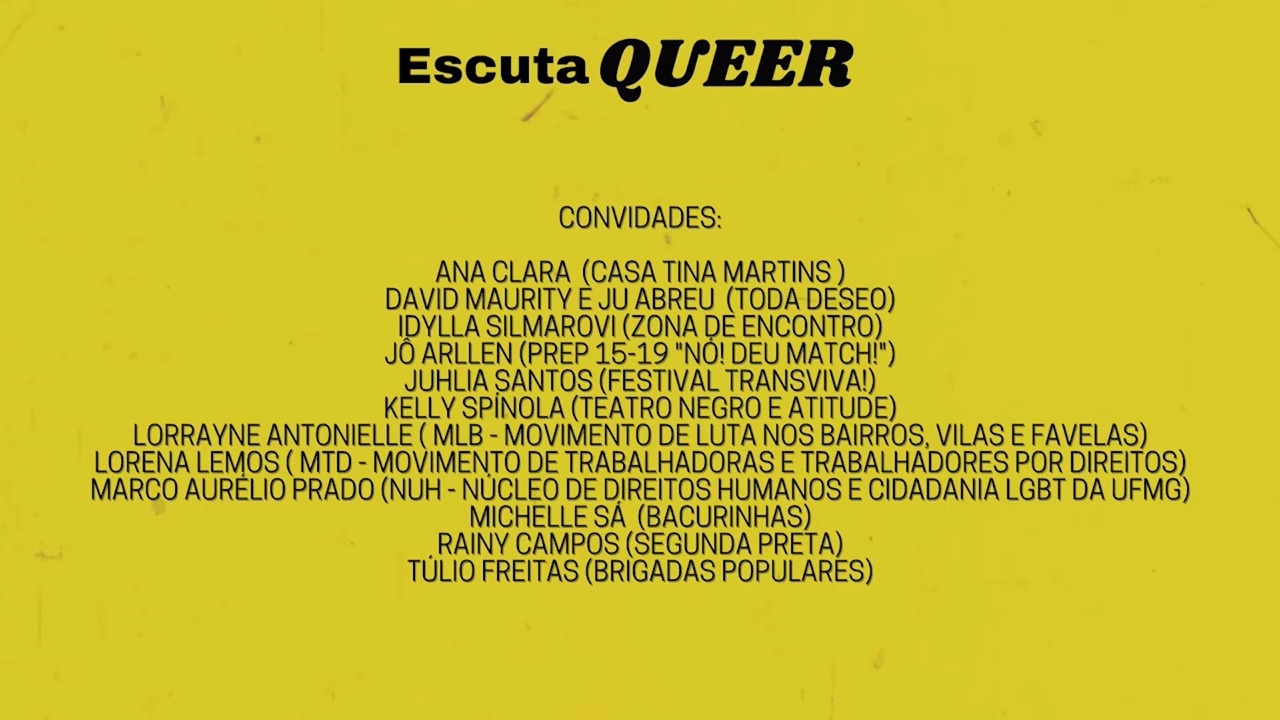 Escuta QUEER
CONVIDADES:
ANA CLARA (CASA TINA MARTINS )
DAVID MAURITY E JU ABREU (TODA DESEO)
IDYLLA SILMAROVI (ZONA DE ENCONTRO)
JÔ ARLLEN (PREP 15-19 "NÓ! DEU MATCH!")
JUHLIA SANTOS (FESTIVAL TRANSVIVA!)
KELLY SPÍNOLA (TEATRO NEGRO E ATITUDE)
LORRAYNE ANTONIELLE ( MLB - MOVIMENTO DE LUTA NOS BAIRROS, VILAS E FAVELAS)
LORENA LEMOS ( MTD - MOVIMENTO DE TRABALHADORAS E TRABALHADORES POR DIREITOS)
MARCO AURÉLIO PRADO (NUH - NÚCLEO DE DIREITOS HUMANOS E CIDADANIA LGBT DA UFMG)
MICHELLE SÁ (BACURINHAS)
RAINY CAMPOS (SEGUNDA PRETA)
TÚLIO FREITAS (BRIGADAS POPULARES)